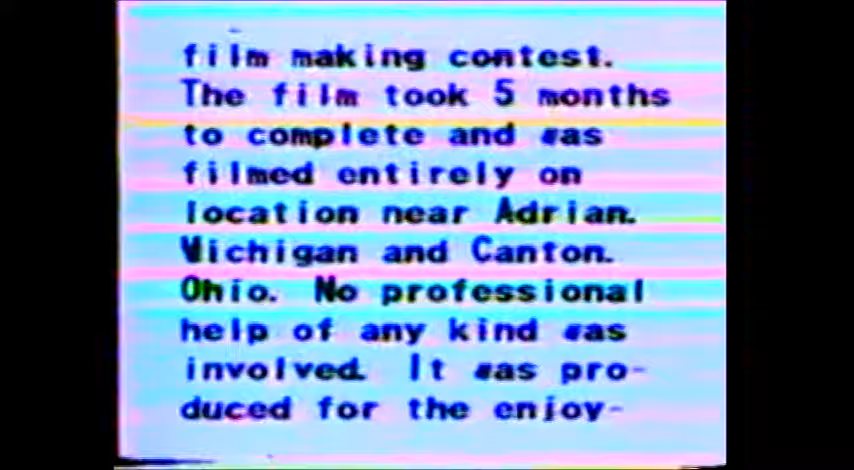 film making contest.
The film took 5 months
to complete and was
filmed entirely on
location near Adrian,
Michigan and Canton,
Ohio.  No professional
help of any kind was
involved.  It was pro-
duced for the enjoy-